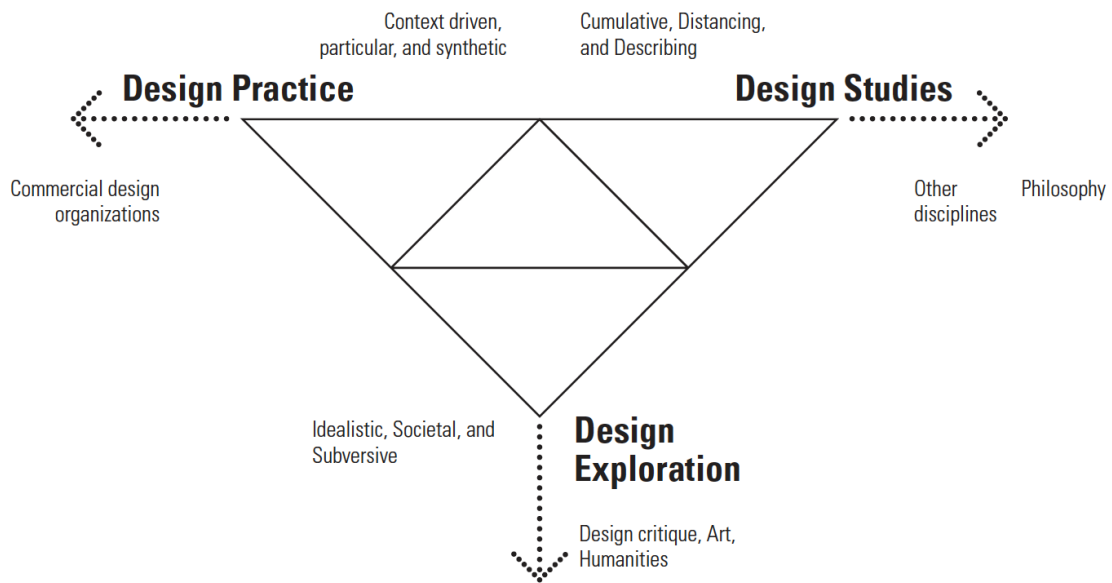 Context driven,
particular, and synthetic
Cumulative, Distancing,
and Describing
Design Practice
Design Studies
Commercial design
organizations
Other
disciplines
Philosophy
Idealistic, Societal, and
Subversive
Design
Exploration
Design critique, Art,
Humanities